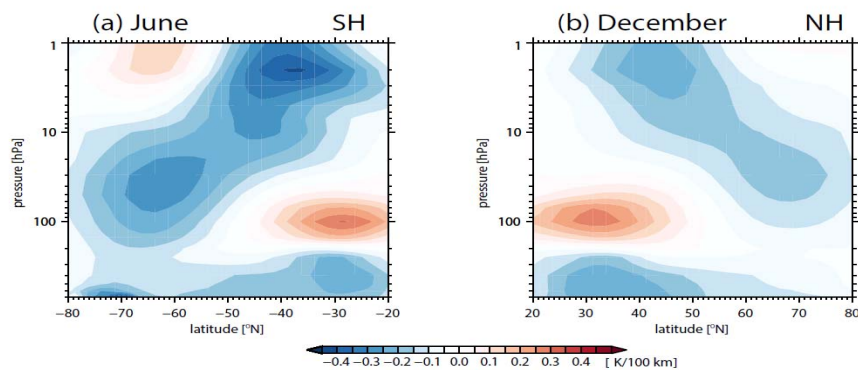 (a) June SH
(b) December NH
1
10
100
pressure [hPa]
−80 −70 −60 −50 −40 −30 −20
latitude [°N]
1
10
100
pressure [hPa]
20 30 40 50 60 70 80
latitude [°N]
−0.4 −0.3 −0.2 −0.1 0.0 0.1 0.2 0.3 0.4 [ K/100 km]